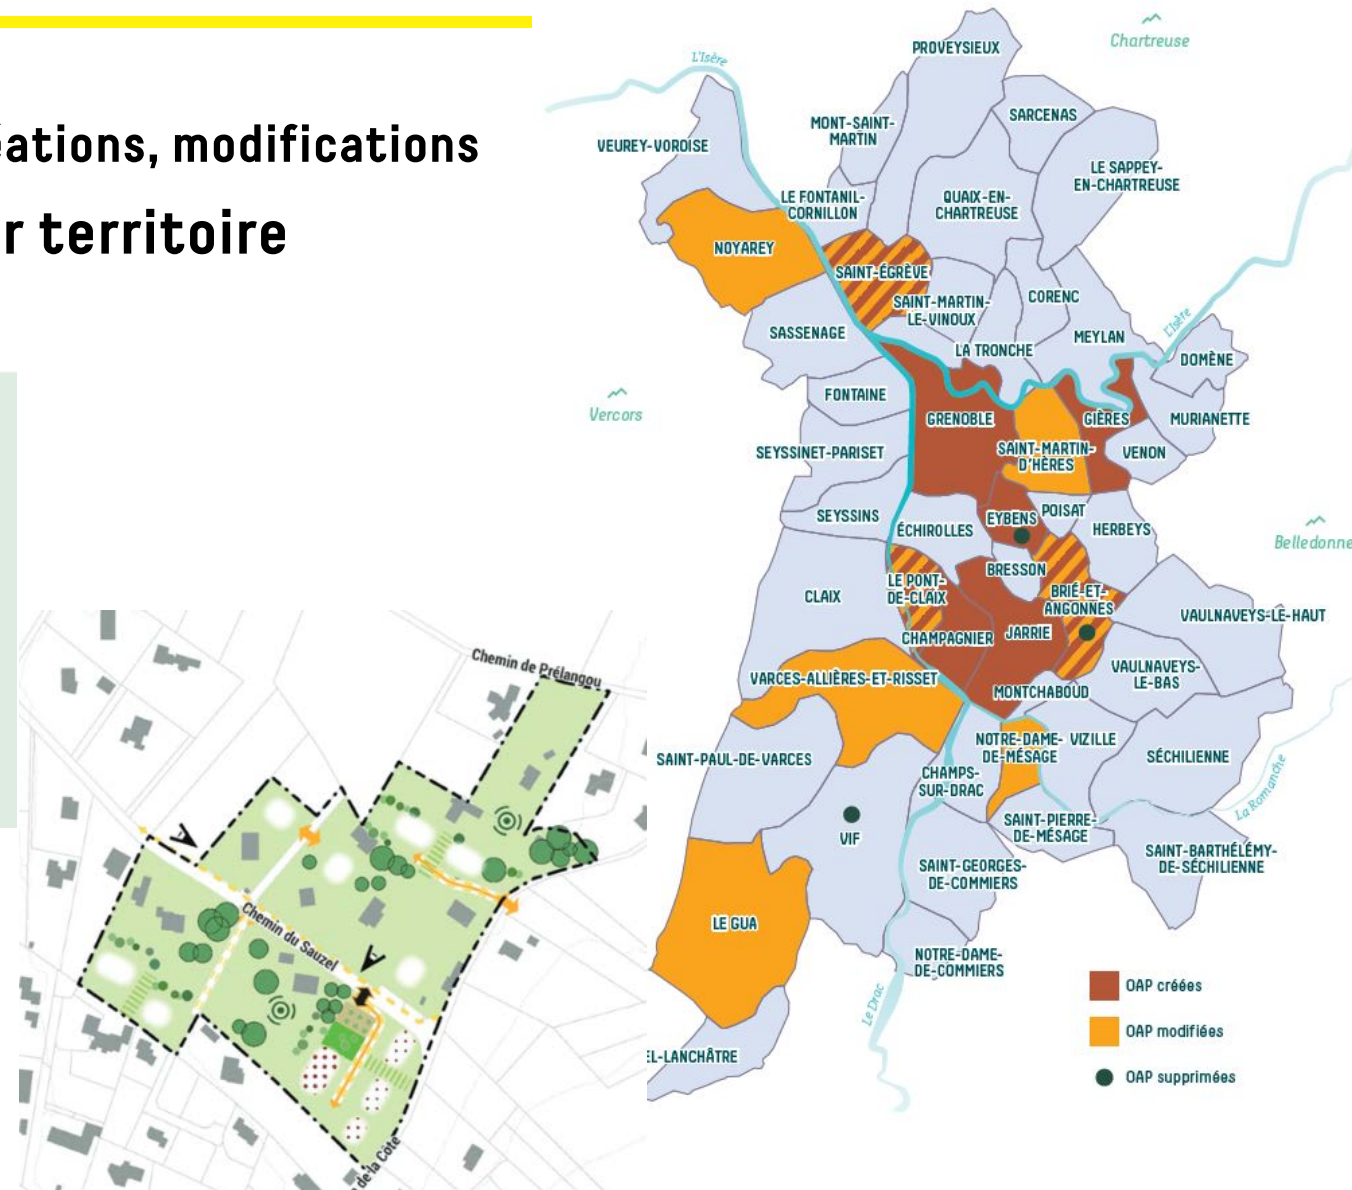 éations, modifications
r territoire
Chartreuse
L'Isère
PROVEYSIEUX
SARCENAS
MONT-SAINT-
MARTIN
VEUREY-VOROISE
LE SAPPEY-
EN-CHARTREUSE
LE FONTANIL-
CORNILLON
QUAIX-EN-
CHARTREUSE
NOYAREY
SAINT-ÉGRÈVE
SAINT-MARTIN-
LE-VINOUX
CORENC
SASSENAGE
MEYLAN
L'Isère
LA TRONCHE
DOMÈNE
Vercors
FONTAINE
GRENOBLE
GIÈRES
MURIANETTE
SEYSSINET-PARISET
SAINT-MARTIN-
D'HÈRES
VENON
SEYSSINS
ÉCHIROLLES
EYBENS
POISAT
HERBEYS
Belledonne
BRESSON
LE PONT-
DE-CLAIX
CLAIX
BRIÉ-ET-
ANGONNES
VAULNAVEYS-LE-HAUT
CHAMPAGNIER
JARRIE
VAULNAVEYS-
LE-BAS
VARCES-ALLIÈRES-ET-RISSET
MONTCHABOUD
SAINT-PAUL-DE-VARCES
NOTRE-DAME-
DE-MÉSAGE
VIZILLE
SÉCHILIENNE
CHAMPS-
SUR-DRAC
La Romanche
VIF
SAINT-PIERRE-
DE-MÉSAGE
SAINT-BARTHÉLÉMY-
DE-SÉCHILIENNE
SAINT-GEORGES-
DE-COMMIERS
LE GUA
NOTRE-DAME-
DE-COMMIERS
Le Drac
EL-LANCHÂTRE
OAP créées
OAP modifiées
OAP supprimées
Chemin de Prélangou
Chemin du Sauzel
de la Côte